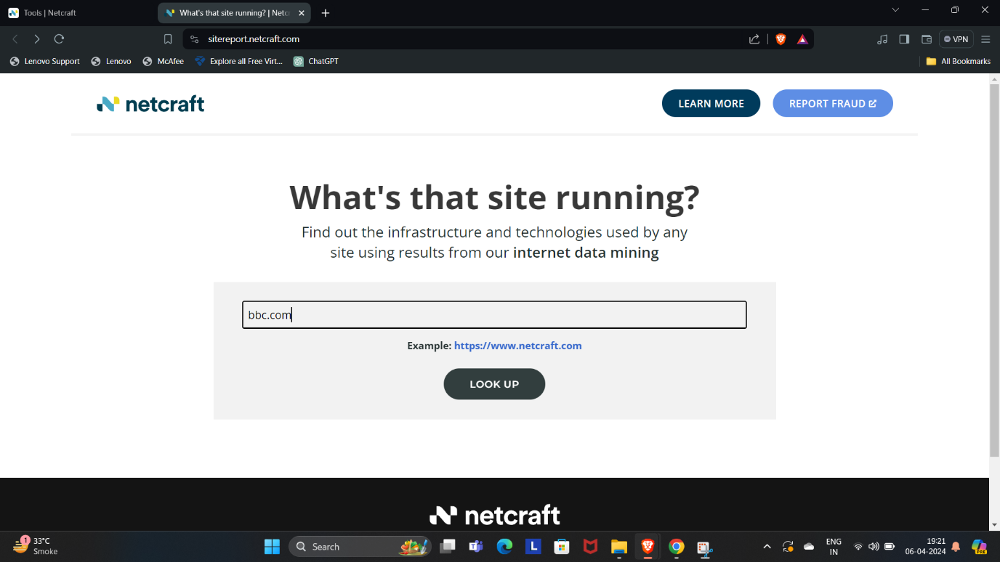 Tools | Netcraft
What's that site running? | Netc
sitereport.netcraft.com
VPN
Lenovo Support
Lenovo
McAfee
Explore all Free Virt...
ChatGPT
All Bookmarks
netcraft
LEARN MORE
REPORT FRAUD
What's that site running?
Find out the infrastructure and technologies used by any
site using results from our internet data mining
bbc.com
Example: https://www.netcraft.com
LOOK UP
netcraft
1
33°C
Smoke
Search
L
ENG
IN
19:21
06-04-2024
PRE